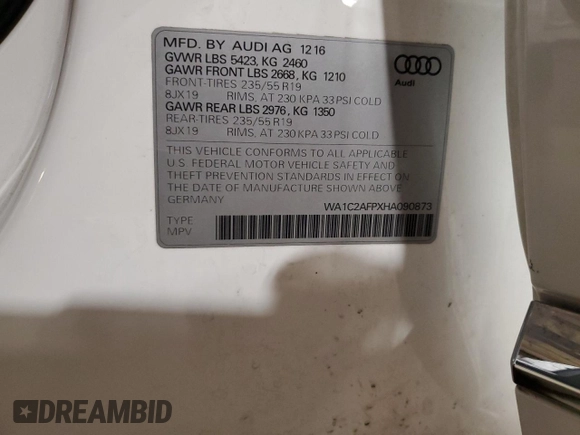 MFD. BY AUDI AG 12 16
GVWR LBS 5423, KG 2460
GAWR FRONT LBS 2668, KG 1210
FRONT-TIRES 235/55 R19
8JX19 RIMS, AT 230 KPA 33 PSI COLD
GAWR REAR LBS 2976, KG 1350
REAR-TIRES 235/55 R19
8JX19 RIMS, AT 230 KPA 33 PSI COLD
Audi
THIS VEHICLE CONFORMS TO ALL APPLICABLE
U.S. FEDERAL MOTOR VEHICLE SAFETY AND
THEFT PREVENTION STANDARDS IN EFFECT ON
THE DATE OF MANUFACTURE SHOWN ABOVE.
GERMANY
WA1C2AFPXHA090873
TYPE
MPV
DREAMBID